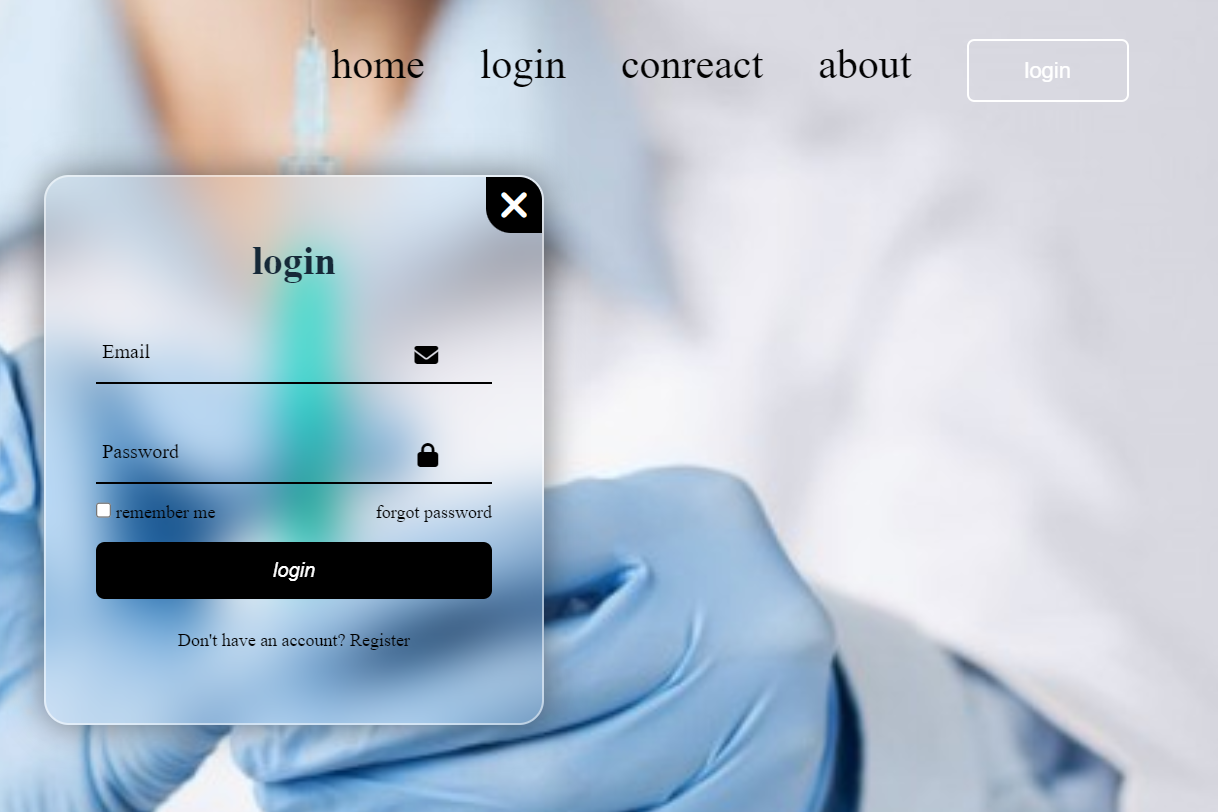 home login conreact about login
login
Email
Password
remember me forgot password
login
Don't have an account? Register